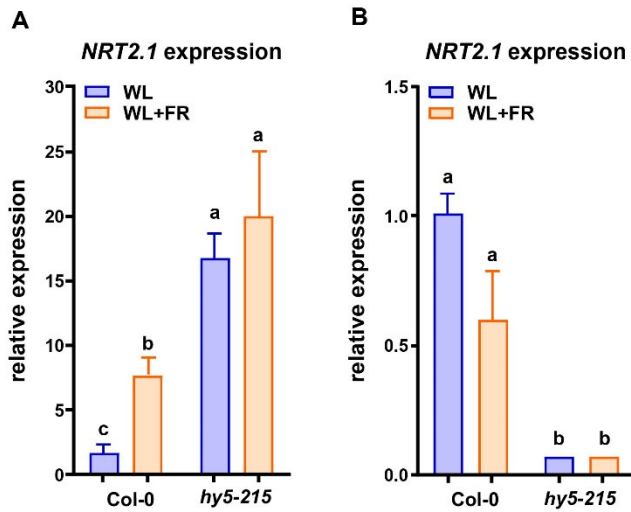 A
NRT2.1 expression
WL
WL+FR
relative expression
30
25
20
15
10
5
0
c
b
a
a
Col-0
hy5-215
B
NRT2.1 expression
WL
WL+FR
relative expression
1.5
1.0
0.5
0.0
a
a
b
b
Col-0
hy5-215